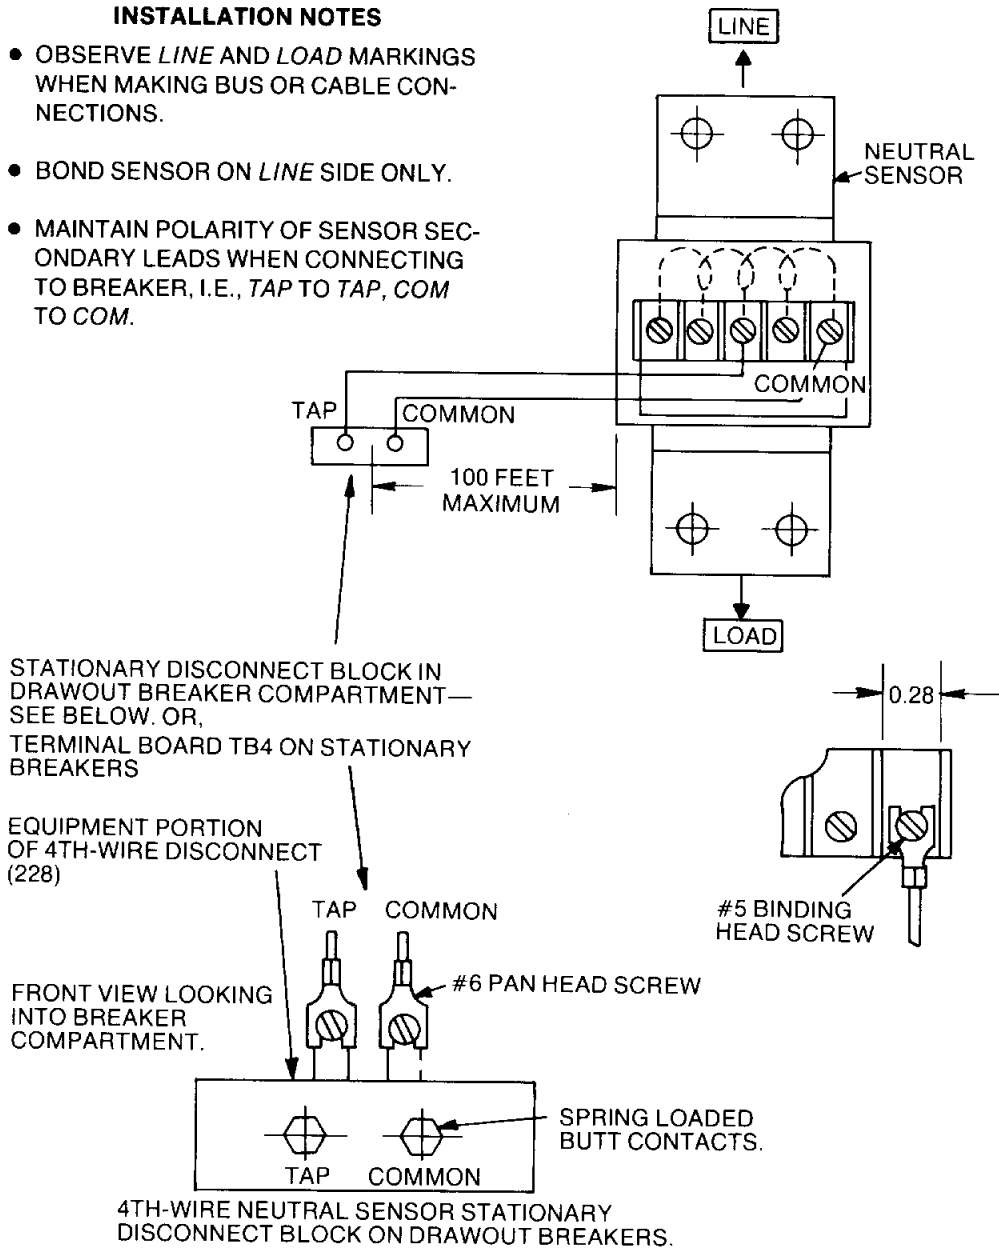 INSTALLATION NOTES
● OBSERVE LINE AND LOAD MARKINGS
WHEN MAKING BUS OR CABLE CON-
NECTIONS.
● BOND SENSOR ON LINE SIDE ONLY.
● MAINTAIN POLARITY OF SENSOR SEC-
ONDARY LEADS WHEN CONNECTING
TO BREAKER, I.E., TAP TO TAP, COM
TO COM.
LINE
NEUTRAL
SENSOR
COMMON
TAP
COMMON
100 FEET
MAXIMUM
LOAD
STATIONARY DISCONNECT BLOCK IN
DRAWOUT BREAKER COMPARTMENT—
SEE BELOW. OR,
TERMINAL BOARD TB4 ON STATIONARY
BREAKERS
0.28
#5 BINDING
HEAD SCREW
EQUIPMENT PORTION
OF 4TH-WIRE DISCONNECT
(228)
TAP
COMMON
#6 PAN HEAD SCREW
FRONT VIEW LOOKING
INTO BREAKER
COMPARTMENT.
SPRING LOADED
BUTT CONTACTS.
TAP
COMMON
4TH-WIRE NEUTRAL SENSOR STATIONARY
DISCONNECT BLOCK ON DRAWOUT BREAKERS.